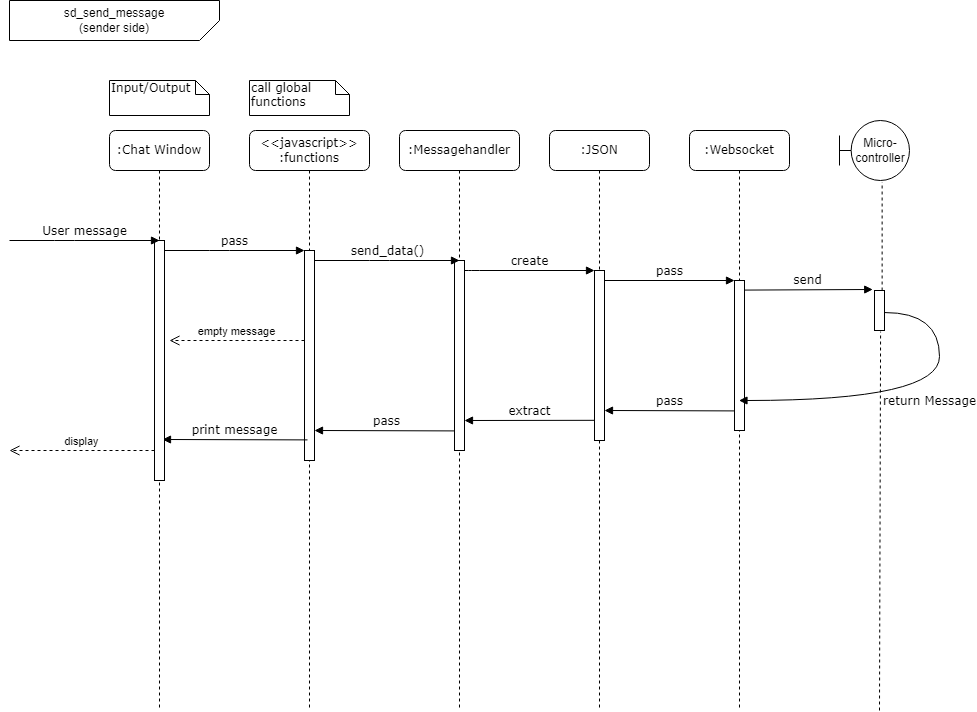 sd_send_message
(sender side)
Input/Output
call global
functions
:Chat Window
<<javascript>>
:functions
:Messagehandler
:JSON
:Websocket
Micro-
controller
User message
pass
send_data()
create
pass
send
empty message
return Message
pass
extract
pass
print message
display